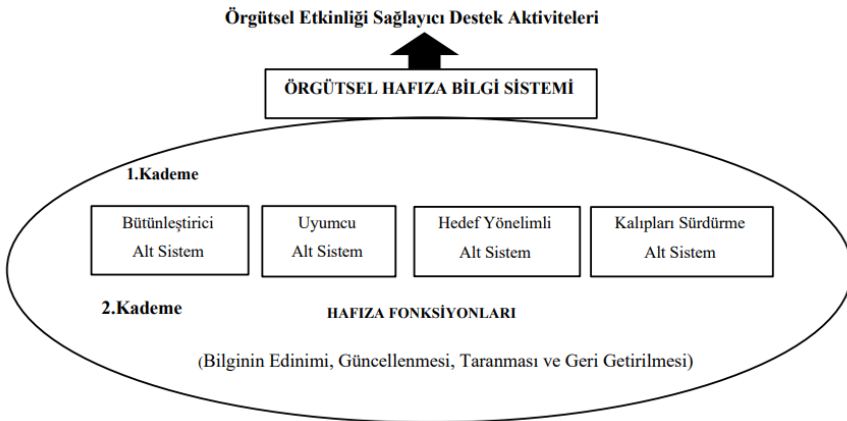 Örgütsel Etkinliği Sağlayıcı Destek Aktiviteleri
ÖRGÜTSEL HAFIZA BİLGİ SİSTEMİ
1.Kademe
Bütünleştirici
Alt Sistem
Uyumcu
Alt Sistem
Hedef Yönelimli
Alt Sistem
Kalıpları Sürdürme
Alt Sistem
2.Kademe
HAFIZA FONKSİYONLARI
(Bilginin Edinimi, Güncellenmesi, Taranması ve Geri Getirilmesi)